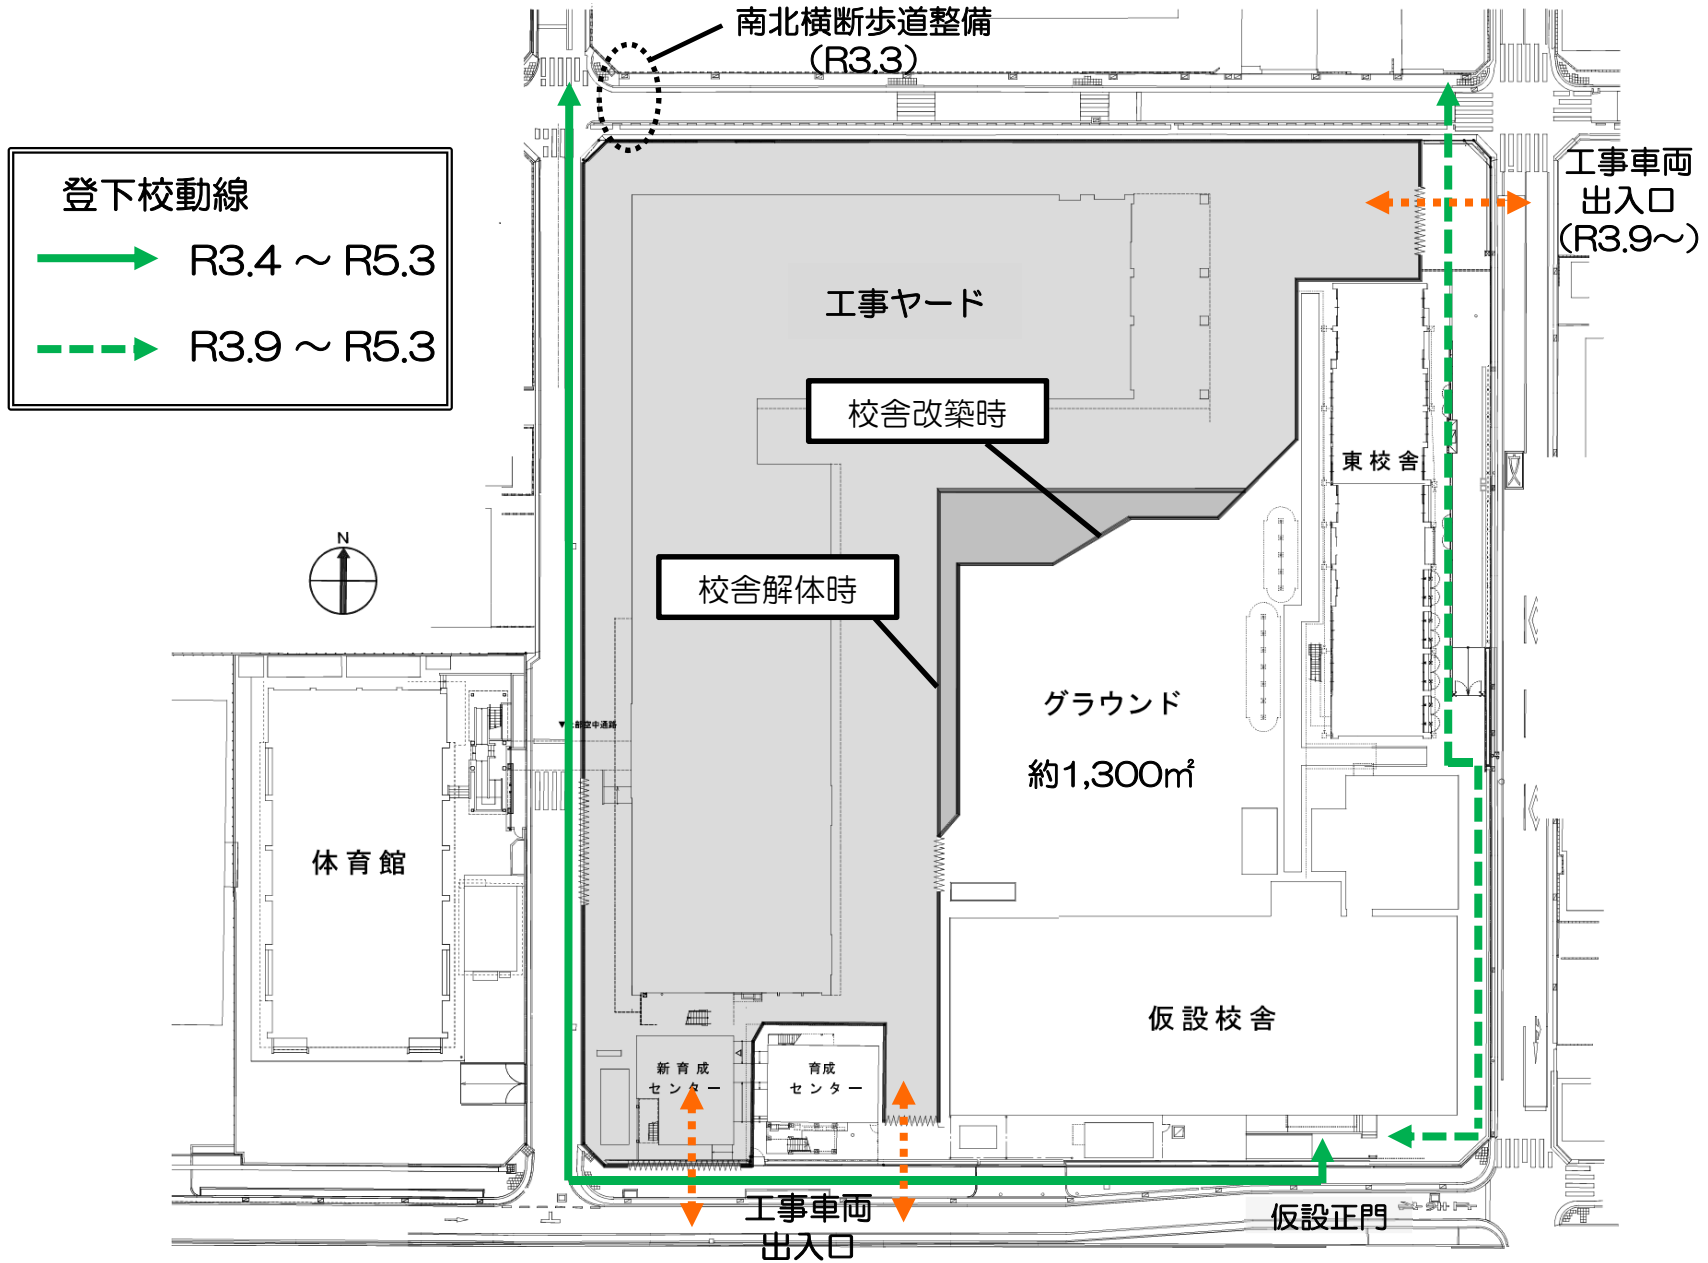 南北横断歩道整備
(R3.3)
登下校動線
R3.4 ～ R5.3
R3.9 ～ R5.3
工事車両
出入口
(R3.9～)
工事ヤード
校舎改築時
東校舎
N
校舎解体時
グラウンド
約1,300㎡
体育館
仮設校舎
新育成
センター
育成
センター
工事車両
出入口
仮設正門